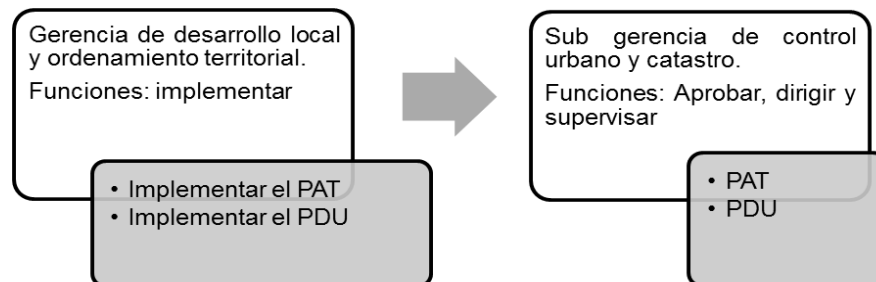 Gerencia de desarrollo local
y ordenamiento territorial.
Funciones: implementar
• Implementar el PAT
• Implementar el PDU
Sub gerencia de control
urbano y catastro.
Funciones: Aprobar, dirigir y
supervisar
• PAT
• PDU